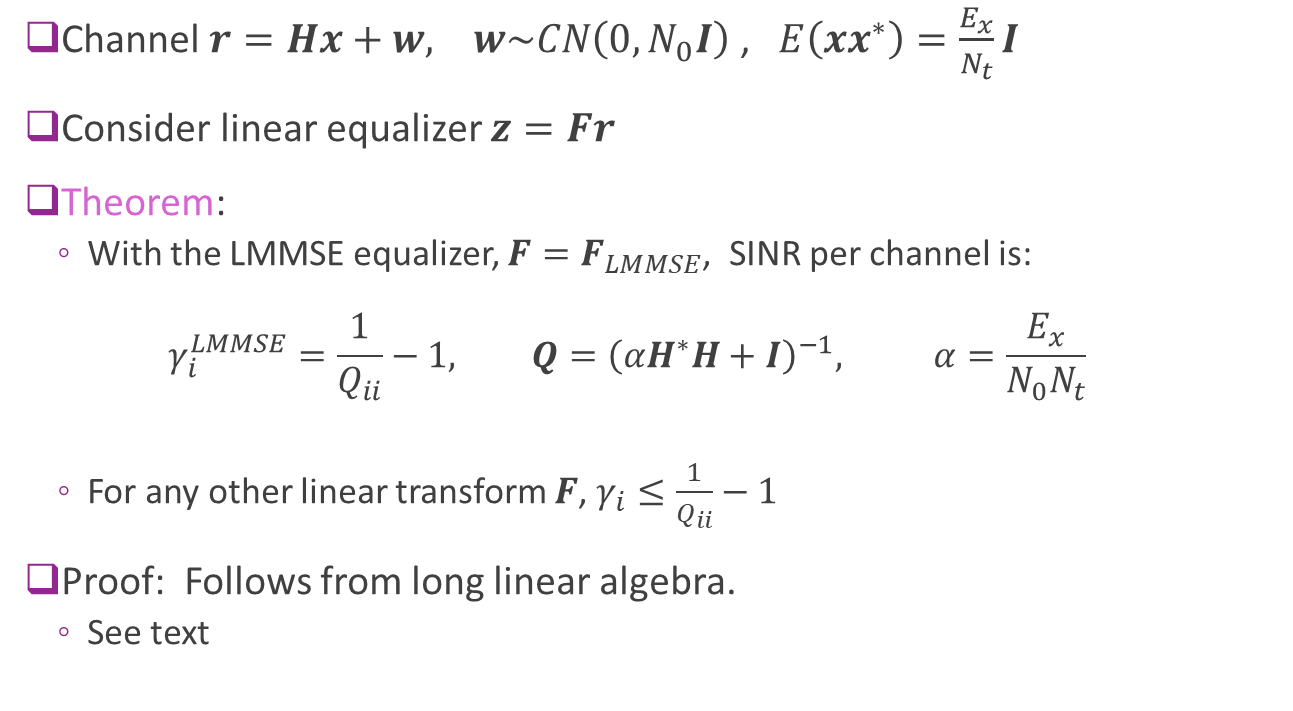 ❑Channel 𝒓 = 𝑯𝒙 + 𝒘, 𝒘~𝐶𝑁(0, 𝑁₀𝑰) , 𝐸(𝒙𝒙*) = 𝐸ₓ/𝑁ₜ 𝑰
❑Consider linear equalizer 𝒛 = 𝑭𝒓
❑Theorem:
◦ With the LMMSE equalizer, 𝑭 = 𝑭_{𝐿𝑀𝑀𝑆𝐸}, SINR per channel is:
𝛾ᵢ^{𝐿𝑀𝑀𝑆𝐸} = 1/𝑄ᵢᵢ − 1, 𝑸 = (𝛼𝑯*𝑯 + 𝑰)⁻¹, 𝛼 = 𝐸ₓ/(𝑁₀𝑁ₜ)
◦ For any other linear transform 𝑭, 𝛾ᵢ ≤ 1/𝑄ᵢᵢ − 1
❑Proof: Follows from long linear algebra.
◦ See text